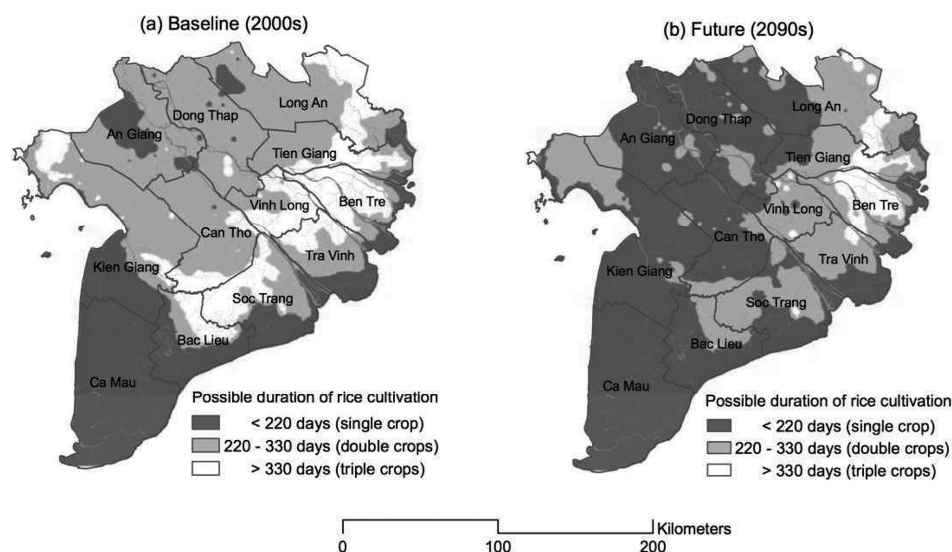 (a) Baseline (2000s)
Long An
Dong Thap
An Giang
Tien Giang
Ben Tre
Vinh Long
Can Tho
Tra Vinh
Kien Giang
Soc Trang
Bac Lieu
Ca Mau
Possible duration of rice cultivation
< 220 days (single crop)
220 - 330 days (double crops)
> 330 days (triple crops)
(b) Future (2090s)
Long An
Dong Thap
An Giang
Tien Giang
Ben Tre
Vinh Long
Can Tho
Tra Vinh
Kien Giang
Soc Trang
Bac Lieu
Ca Mau
Possible duration of rice cultivation
< 220 days (single crop)
220 - 330 days (double crops)
> 330 days (triple crops)
Kilometers
0 100 200